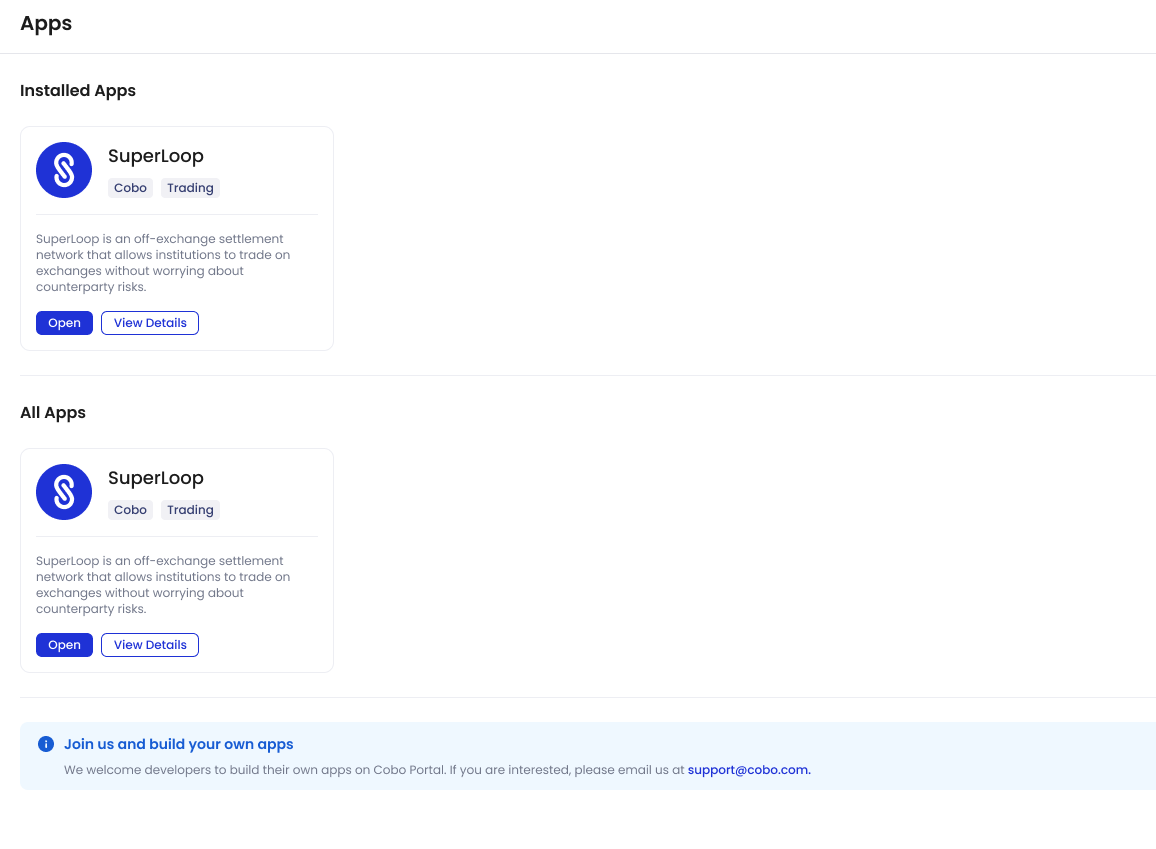 Apps
Installed Apps
SuperLoop
Cobo Trading
SuperLoop is an off-exchange settlement
network that allows institutions to trade on
exchanges without worrying about
counterparty risks.
Open View Details
All Apps
SuperLoop
Cobo Trading
SuperLoop is an off-exchange settlement
network that allows institutions to trade on
exchanges without worrying about
counterparty risks.
Open View Details
Join us and build your own apps
We welcome developers to build their own apps on Cobo Portal. If you are interested, please email us at support@cobo.com.